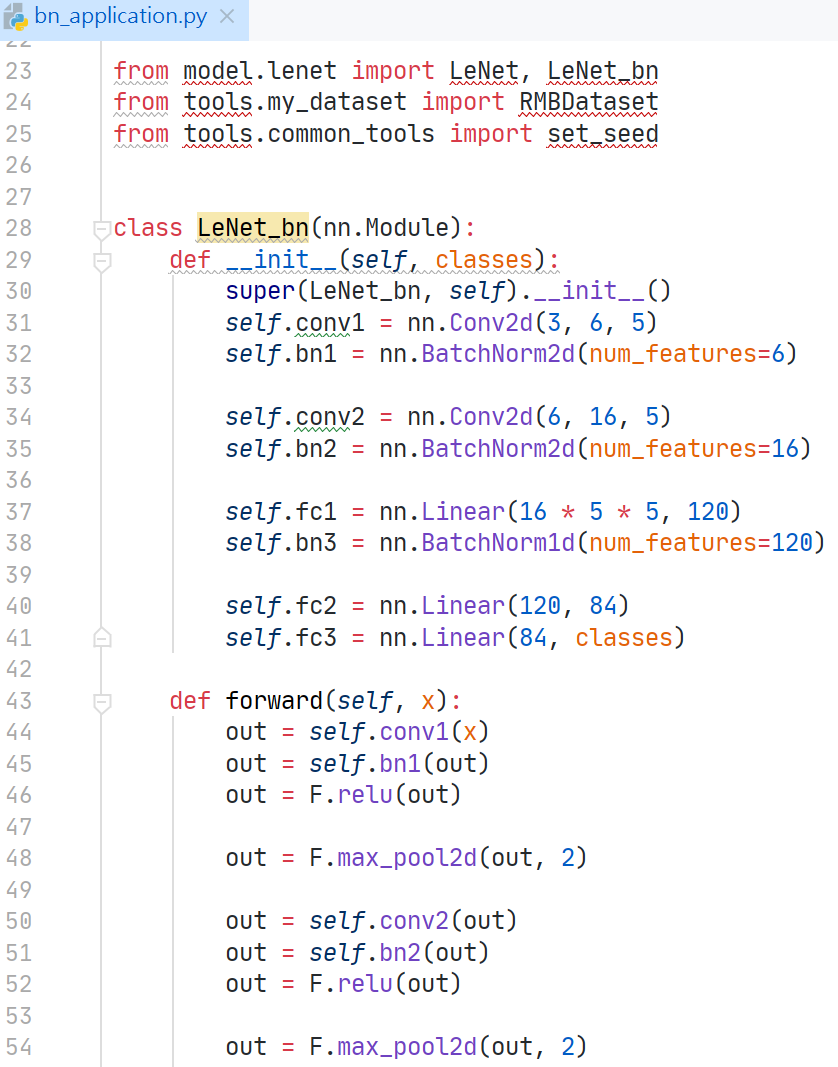 bn_application.py
22
23 from model.lenet import LeNet, LeNet_bn
24 from tools.my_dataset import RMBDataset
25 from tools.common_tools import set_seed
26
27
28 class LeNet_bn(nn.Module):
29     def __init__(self, classes):
30         super(LeNet_bn, self).__init__()
31         self.conv1 = nn.Conv2d(3, 6, 5)
32         self.bn1 = nn.BatchNorm2d(num_features=6)
33
34         self.conv2 = nn.Conv2d(6, 16, 5)
35         self.bn2 = nn.BatchNorm2d(num_features=16)
36
37         self.fc1 = nn.Linear(16 * 5 * 5, 120)
38         self.bn3 = nn.BatchNorm1d(num_features=120)
39
40         self.fc2 = nn.Linear(120, 84)
41         self.fc3 = nn.Linear(84, classes)
42
43     def forward(self, x):
44         out = self.conv1(x)
45         out = self.bn1(out)
46         out = F.relu(out)
47
48         out = F.max_pool2d(out, 2)
49
50         out = self.conv2(out)
51         out = self.bn2(out)
52         out = F.relu(out)
53
54         out = F.max_pool2d(out, 2)